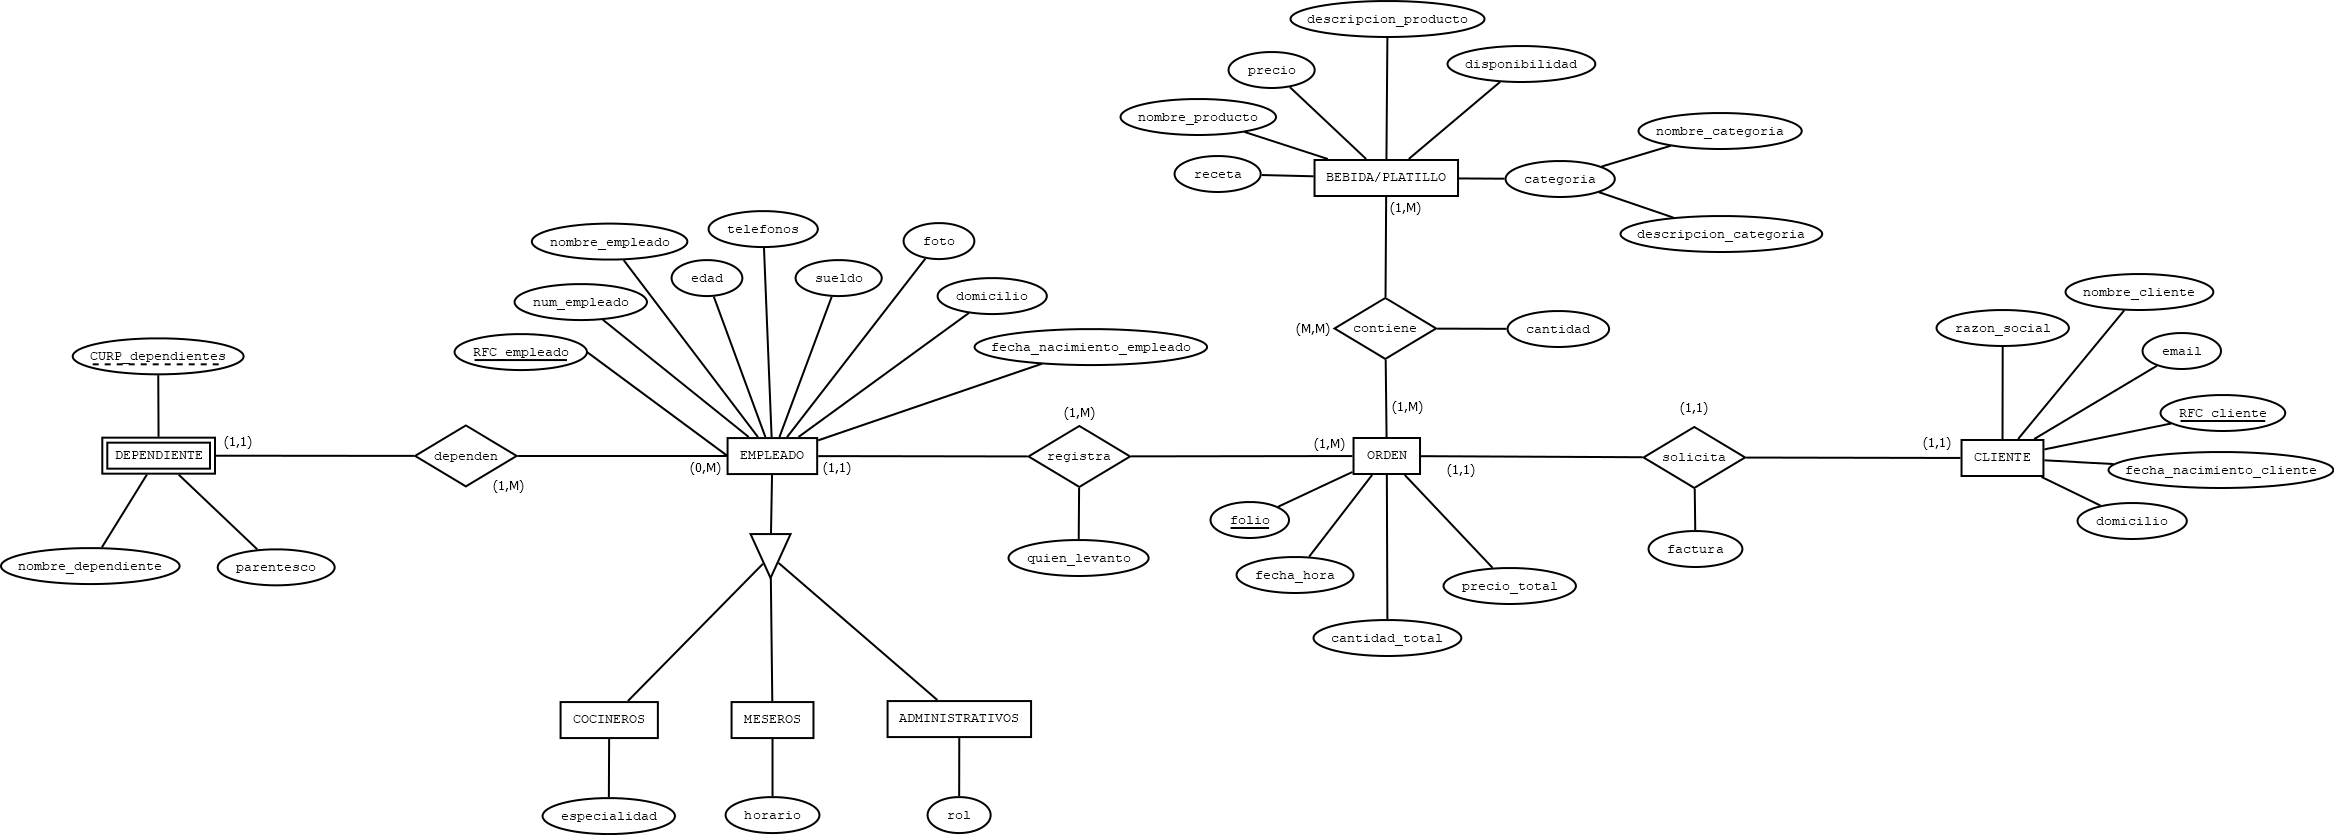 descripcion_producto
precio
disponibilidad
nombre_producto
nombre_categoria
receta
BEBIDA/PLATILLO
categoria
(1,M)
descripcion_categoria
nombre_empleado
telefonos
foto
edad
sueldo
num_empleado
domicilio
RFC_empleado
fecha_nacimiento_empleado
CURP_dependientes
(M,M)
contiene
cantidad
nombre_cliente
razon_social
email
RFC_cliente
(1,M)
(1,M)
(1,1)
DEPENDIENTE
(1,1)
dependen
(1,M)
(0,M)
EMPLEADO
(1,1)
registra
(1,M)
ORDEN
(1,1)
solicita
(1,1)
CLIENTE
fecha_nacimiento_cliente
domicilio
nombre_dependiente
parentesco
quien_levanto
folio
fecha_hora
precio_total
cantidad_total
factura
COCINEROS
MESEROS
ADMINISTRATIVOS
especialidad
horario
rol